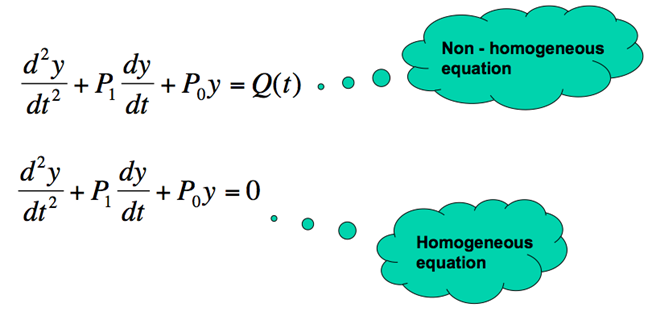 d²y/dt² + P₁ dy/dt + P₀y = Q(t)
Non - homogeneous
equation
d²y/dt² + P₁ dy/dt + P₀y = 0
Homogeneous
equation